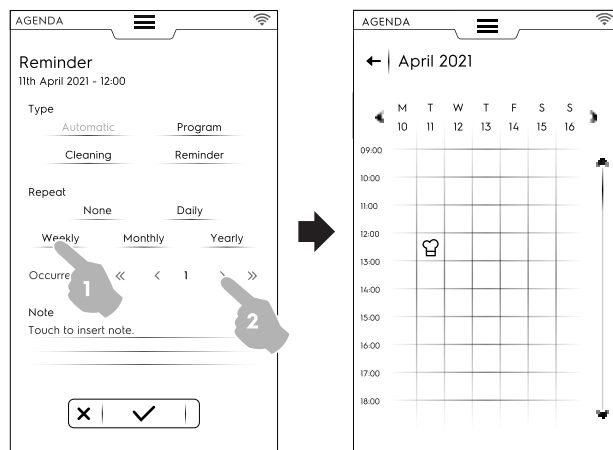 AGENDA
Reminder
11th April 2021 - 12:00
Type
Automatic Program
Cleaning Reminder
Repeat
None Daily
Weekly Monthly Yearly
1
« < 1 > »
2
Note
Touch to insert note.
AGENDA
April 2021
M T W T F S S
10 11 12 13 14 15 16
09:00
10:00
11:00
12:00
13:00
14:00
15:00
16:00
17:00
18:00